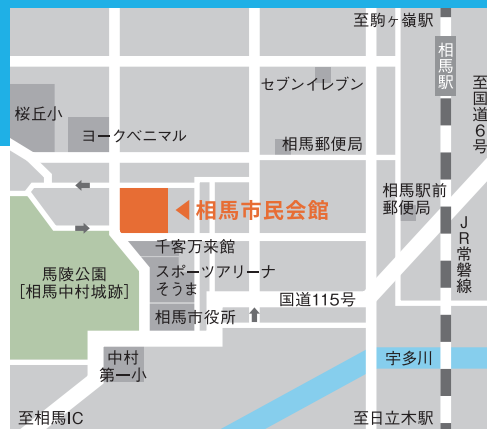 至駒ヶ嶺駅
相馬駅
至国道6号
セブンイレブン
桜丘小
ヨークベニマル
相馬郵便局
相馬駅前
郵便局
相馬市民会館
JR常磐線
千客万来館
馬陵公園
[相馬中村城跡]
スポーツアリーナ
そうま
国道115号
相馬市役所
中村
第一小
宇多川
至相馬IC
至日立木駅